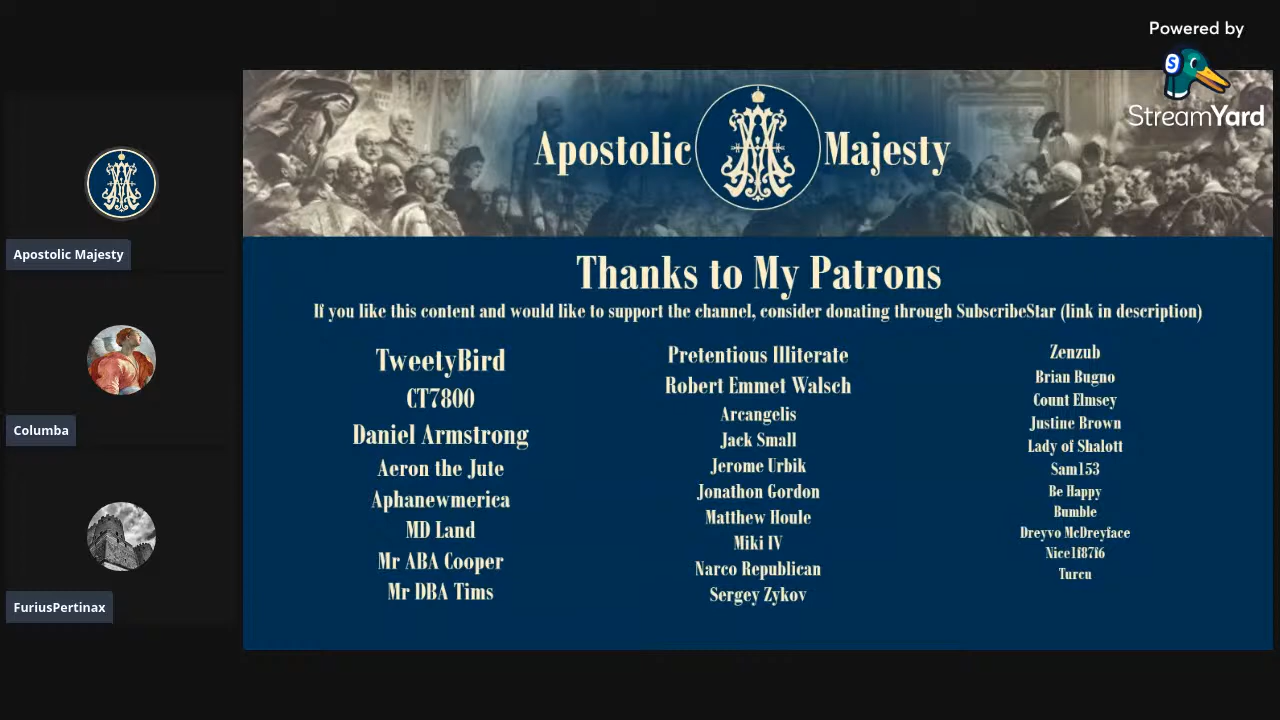 Powered by
StreamYard
Apostolic Majesty
Thanks to My Patrons
If you like this content and would like to support the channel, consider donating through SubscribeStar (link in description)
TweetyBird
CT7800
Daniel Armstrong
Aeron the Jute
Aphanewmerica
MD Land
Mr ABA Cooper
Mr DBA Tims
Pretentious Illiterate
Robert Emmet Walsch
Arcangelis
Jack Small
Jerome Urbik
Jonathon Gordon
Matthew Houle
Miki IV
Narco Republican
Sergey Zykov
Zenzub
Brian Bugno
Count Elmsey
Justine Brown
Lady of Shalott
Sam153
Be Happy
Bumble
Dreyvo McDreyface
Nice1f87f6
Turcu
Apostolic Majesty
Columba
FuriusPertinax